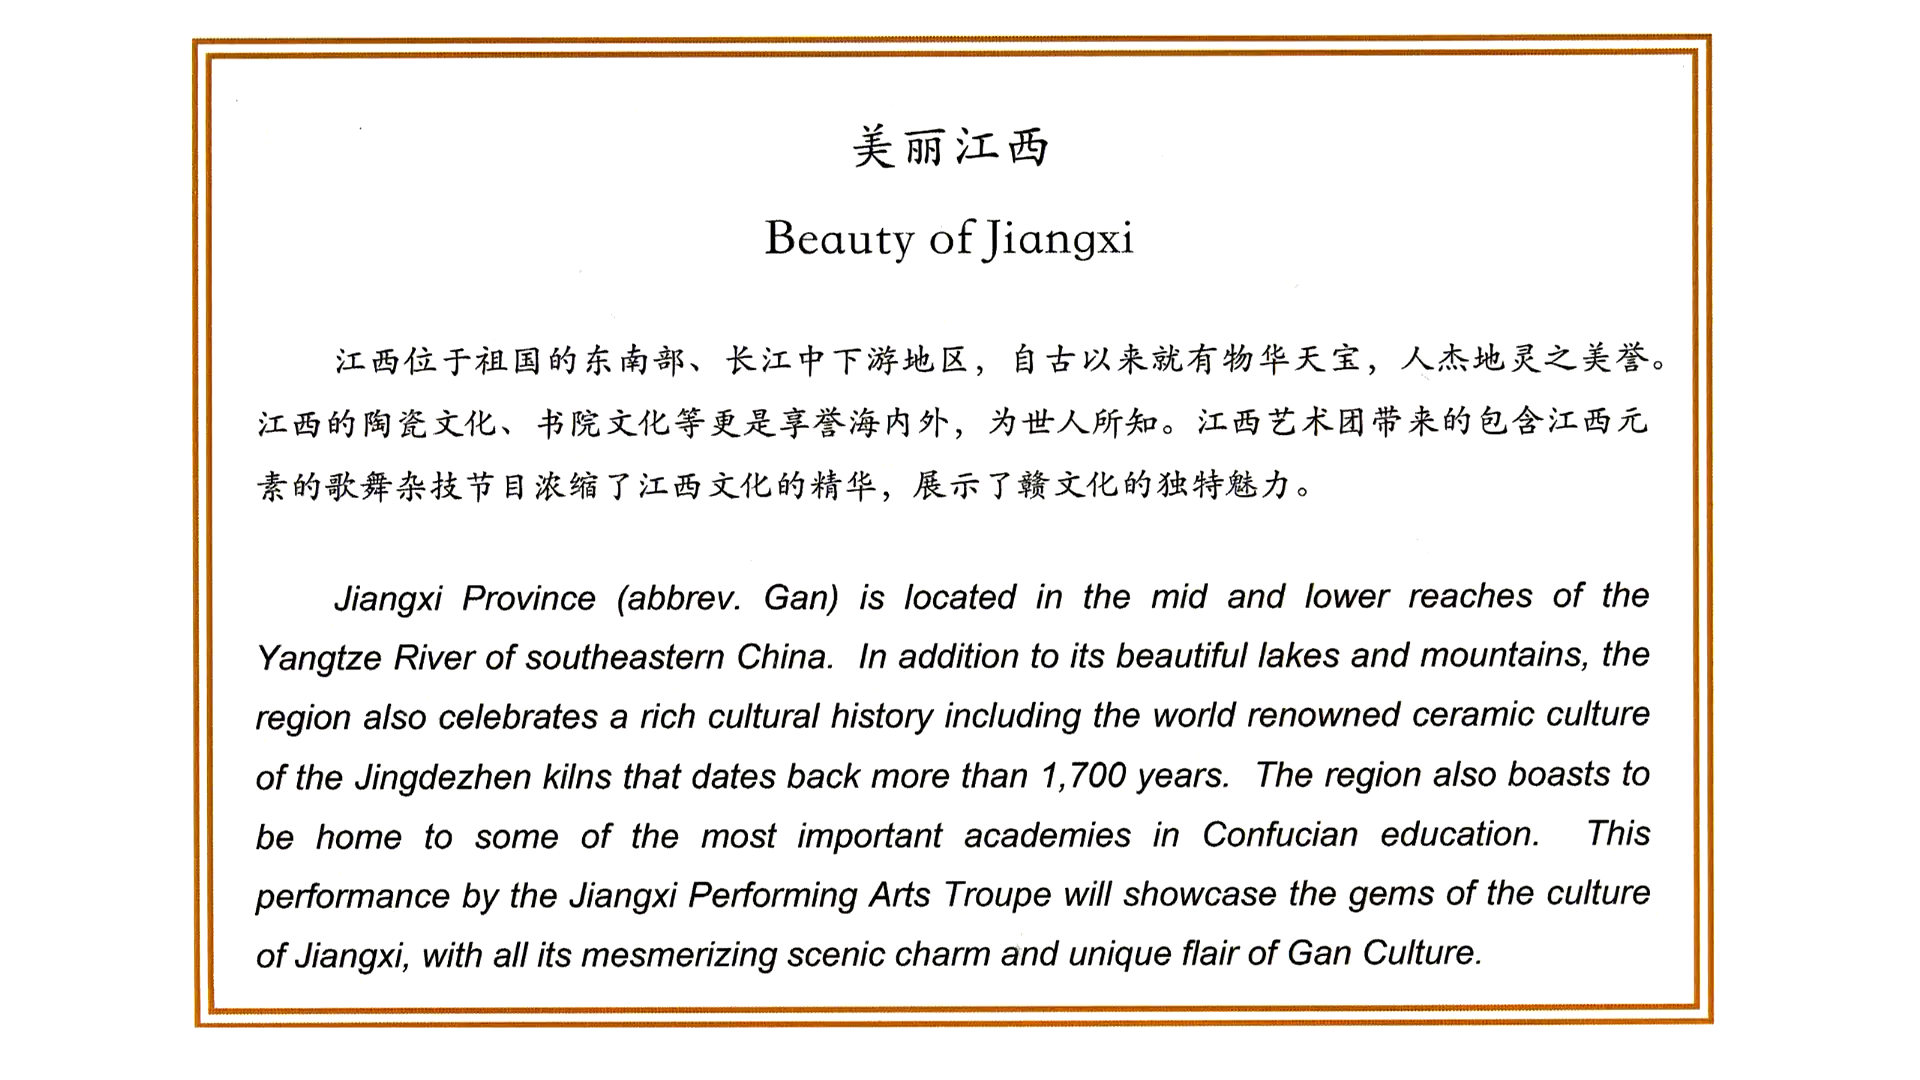 美丽江西
Beauty of Jiangxi
江西位于祖国的东南部、长江中下游地区，自古以来就有物华天宝，人杰地灵之美誉。
江西的陶瓷文化、书院文化等更是享誉海内外，为世人所知。江西艺术团带来的包含江西元
素的歌舞杂技节目浓缩了江西文化的精华，展示了赣文化的独特魅力。
Jiangxi Province (abbrev. Gan) is located in the mid and lower reaches of the
Yangtze River of southeastern China. In addition to its beautiful lakes and mountains, the
region also celebrates a rich cultural history including the world renowned ceramic culture
of the Jingdezhen kilns that dates back more than 1,700 years. The region also boasts to
be home to some of the most important academies in Confucian education. This
performance by the Jiangxi Performing Arts Troupe will showcase the gems of the culture
of Jiangxi, with all its mesmerizing scenic charm and unique flair of Gan Culture.